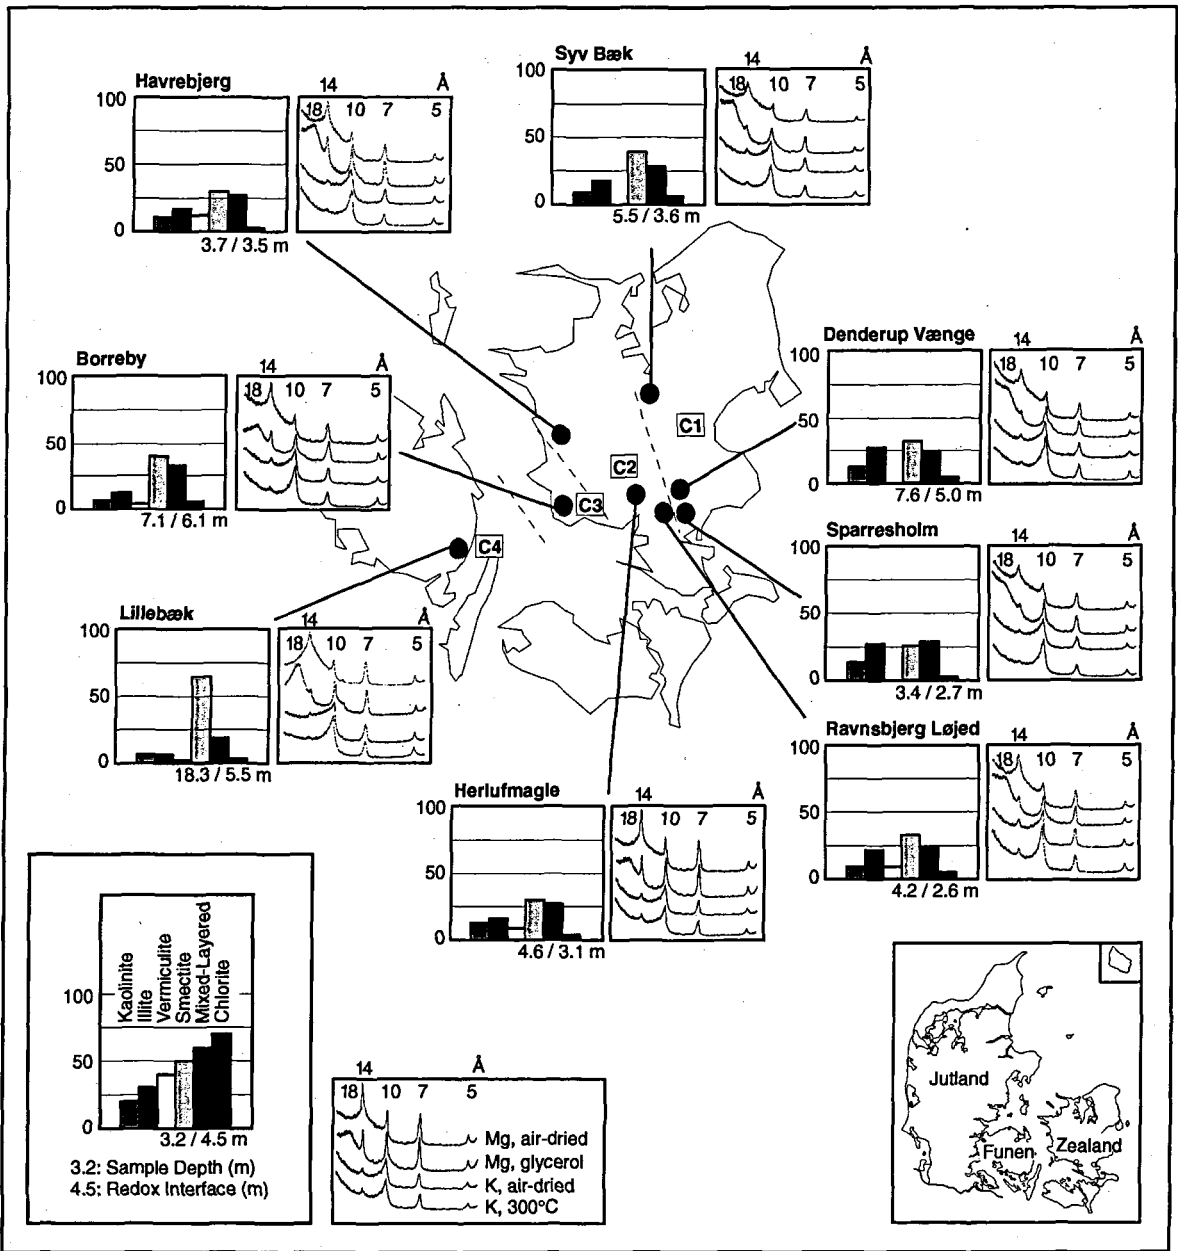 Syv Bæk
14 Å
100
18 10 7 5
50
0
5.5 / 3.6 m
Havrebjerg
14 Å
100
18 10 7 5
50
0
3.7 / 3.5 m
Denderup Vænge
14 Å
100
18 10 7 5
50
0
7.6 / 5.0 m
Borreby
14 Å
100
18 10 7 5
50
0
7.1 / 6.1 m
C1
C2
C3
C4
Sparresholm
14 Å
100
18 10 7 5
50
0
3.4 / 2.7 m
Lillebæk
14 Å
100
18 10 7 5
50
0
18.3 / 5.5 m
Ravnsbjerg Løjed
14 Å
100
18 10 7 5
50
0
4.2 / 2.6 m
Herlufmagle
14 Å
100
18 10 7 5
50
0
4.6 / 3.1 m
Kaolinite
Illite
Vermiculite
Smectite
Mixed-Layered
Chlorite
100
50
0
3.2 / 4.5 m
3.2: Sample Depth (m)
4.5: Redox Interface (m)
14 Å
18 10 7 5
Mg, air-dried
Mg, glycerol
K, air-dried
K, 300°C
Jutland
Funen
Zealand